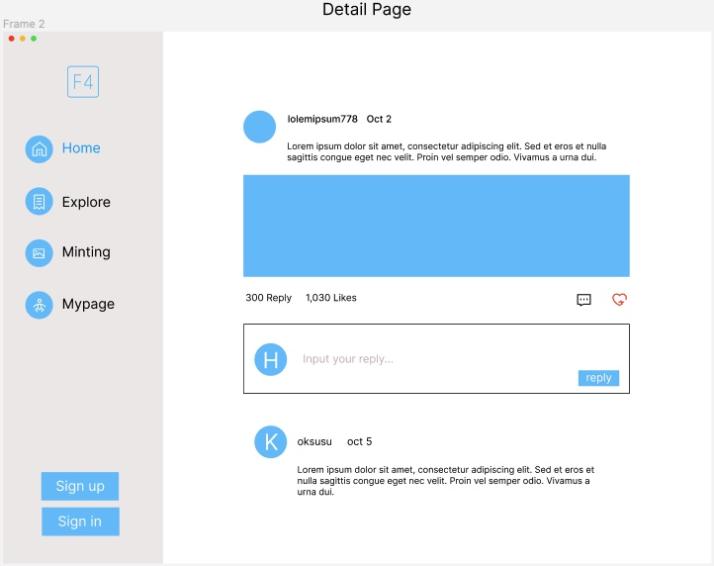 Detail Page
Frame 2
F4
Home
Explore
Minting
Mypage
Sign up
Sign in
lolemipsum778 Oct 2
Lorem ipsum dolor sit amet, consectetur adipiscing elit. Sed et eros et nulla
sagittis congue eget nec velit. Proin vel semper odio. Vivamus a urna dui.
300 Reply 1,030 Likes
H
Input your reply...
reply
K
oksusu oct 5
Lorem ipsum dolor sit amet, consectetur adipiscing elit. Sed et eros et
nulla sagittis congue eget nec velit. Proin vel semper odio. Vivamus a
urna dui.